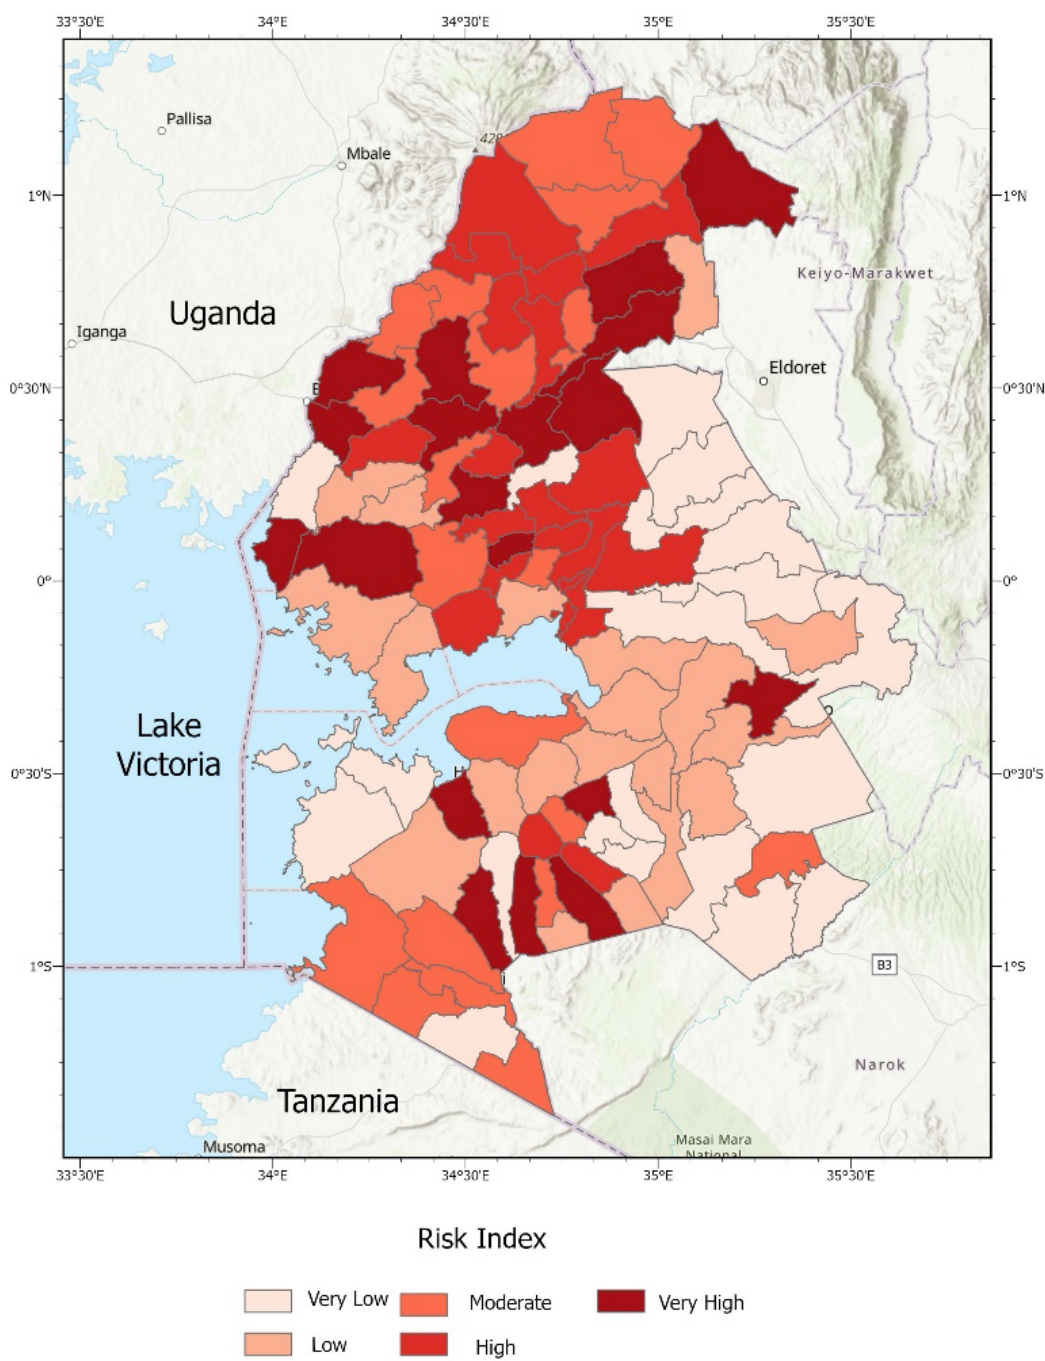 33°30'E 34°E 34°30'E 35°E 35°30'E
Pallisa
420
Mbale
1°N 1°N
Keiyo-Marakwet
Uganda
Iganga
Eldoret
0°30'N 0°30'N
0° 0°
Lake
Victoria
0°30'S H 0°30'S
1°S B3 1°S
Narok
Tanzania
Masai Mara
National
Musoma
33°30'E 34°E 34°30'E 35°E 35°30'E
Risk Index
Very Low Moderate Very High
Low High